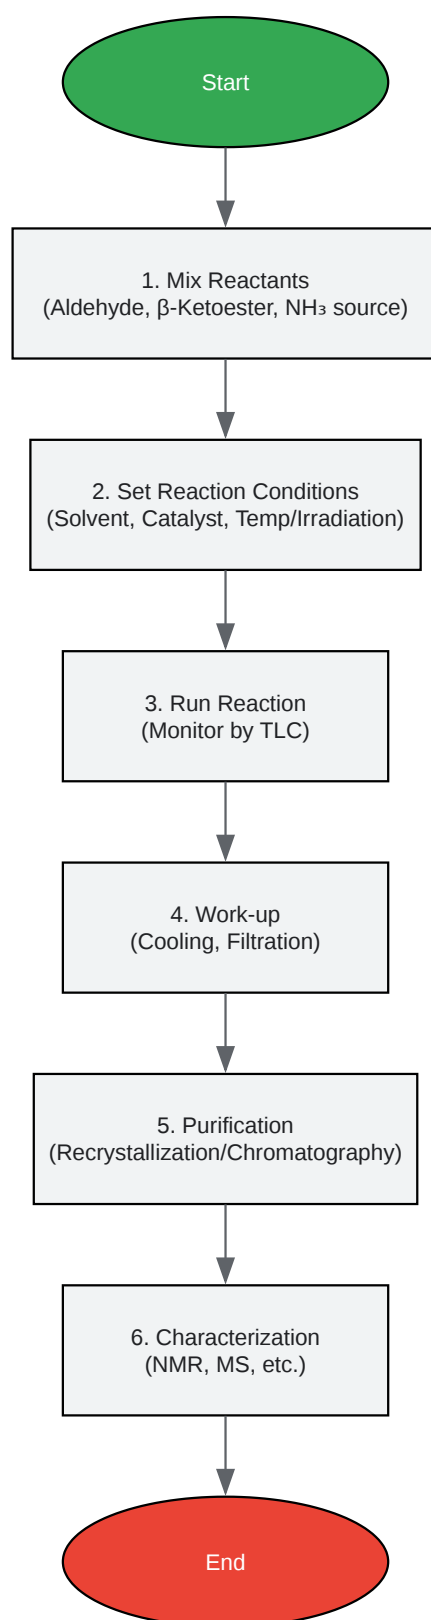 Start
1. Mix Reactants
(Aldehyde, β-Ketoester, NH₃ source)
2. Set Reaction Conditions
(Solvent, Catalyst, Temp/Irradiation)
3. Run Reaction
(Monitor by TLC)
4. Work-up
(Cooling, Filtration)
5. Purification
(Recrystallization/Chromatography)
6. Characterization
(NMR, MS, etc.)
End